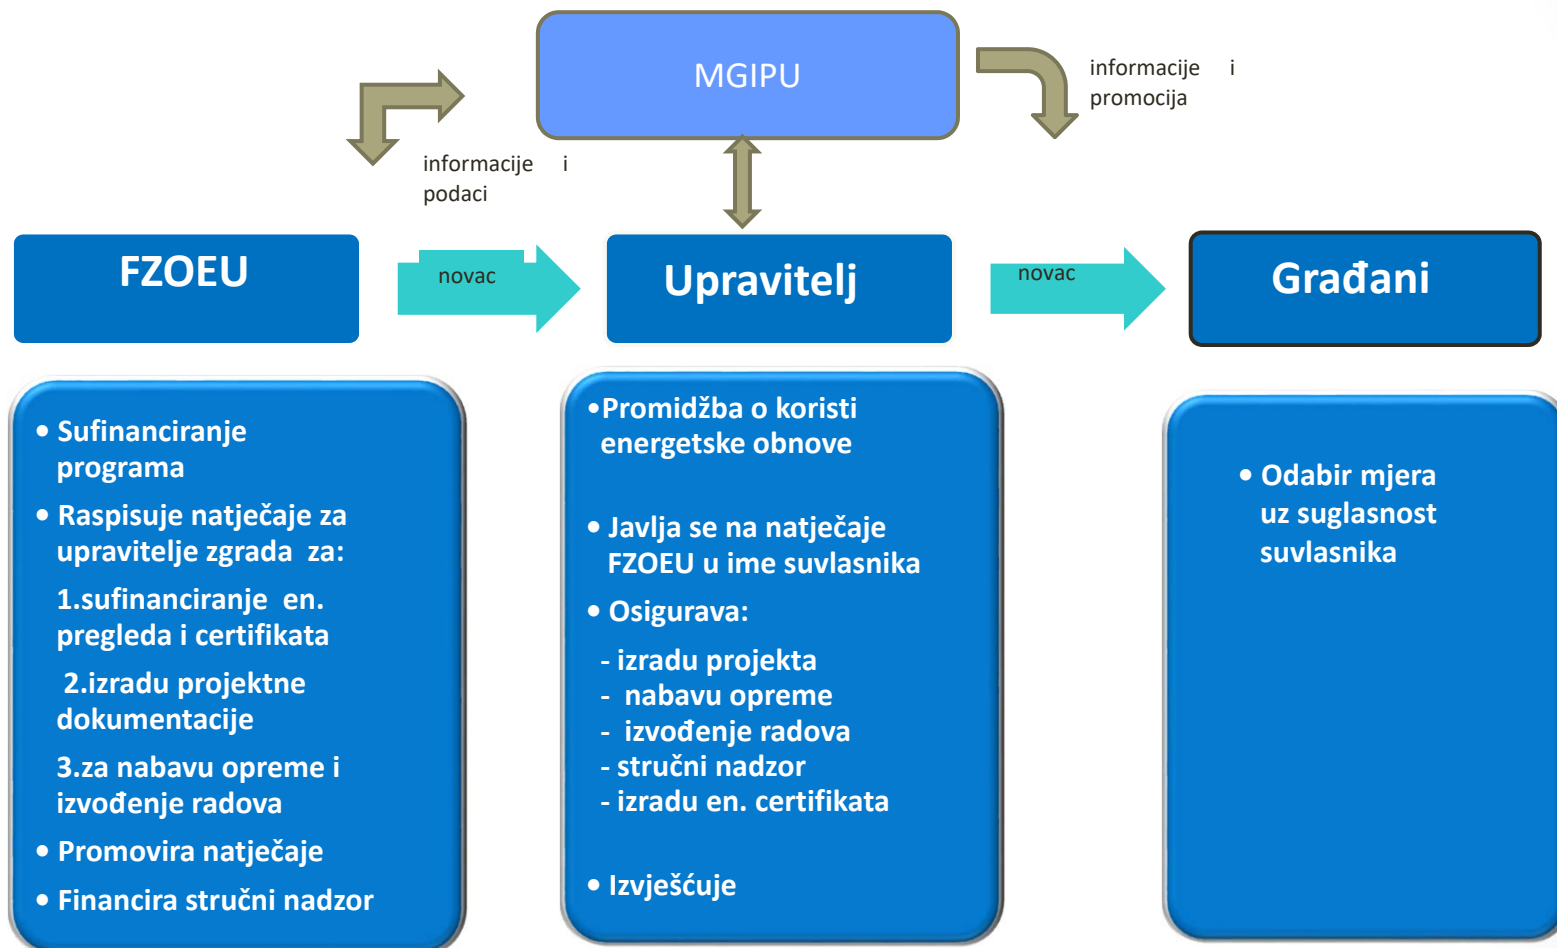 MGIPU
informacije i
promocija
informacije i
podaci
FZOEU
novac
Upravitelj
novac
Građani
• Sufinanciranje
programa
• Raspisuje natječaje za
upravitelje zgrada za:
1.sufinanciranje en.
pregleda i certifikata
2.izradu projektne
dokumentacije
3.za nabavu opreme i
izvođenje radova
• Promovira natječaje
• Financira stručni nadzor
•Promidžba o koristi
energetske obnove
• Javlja se na natječaje
FZOEU u ime suvlasnika
• Osigurava:
- izradu projekta
- nabavu opreme
- izvođenje radova
- stručni nadzor
- izradu en. certifikata
• Izvješćuje
• Odabir mjera
uz suglasnost
suvlasnika